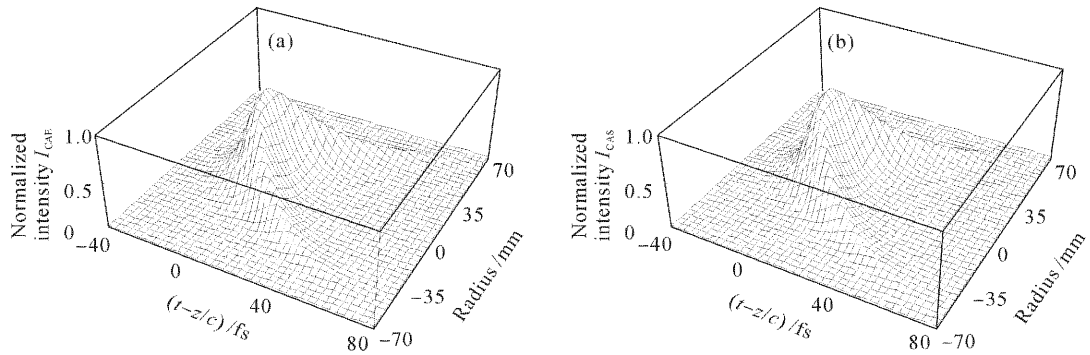 (a)
Normalized
intensity I_CAE
1.0
0.5
0
−40
0
40
80
(t−z/c)/fs
−70
−35
0
35
70
Radius/mm
(b)
Normalized
intensity I_CAS
1.0
0.5
0
−40
0
40
80
(t−z/c)/fs
−70
−35
0
35
70
Radius/mm